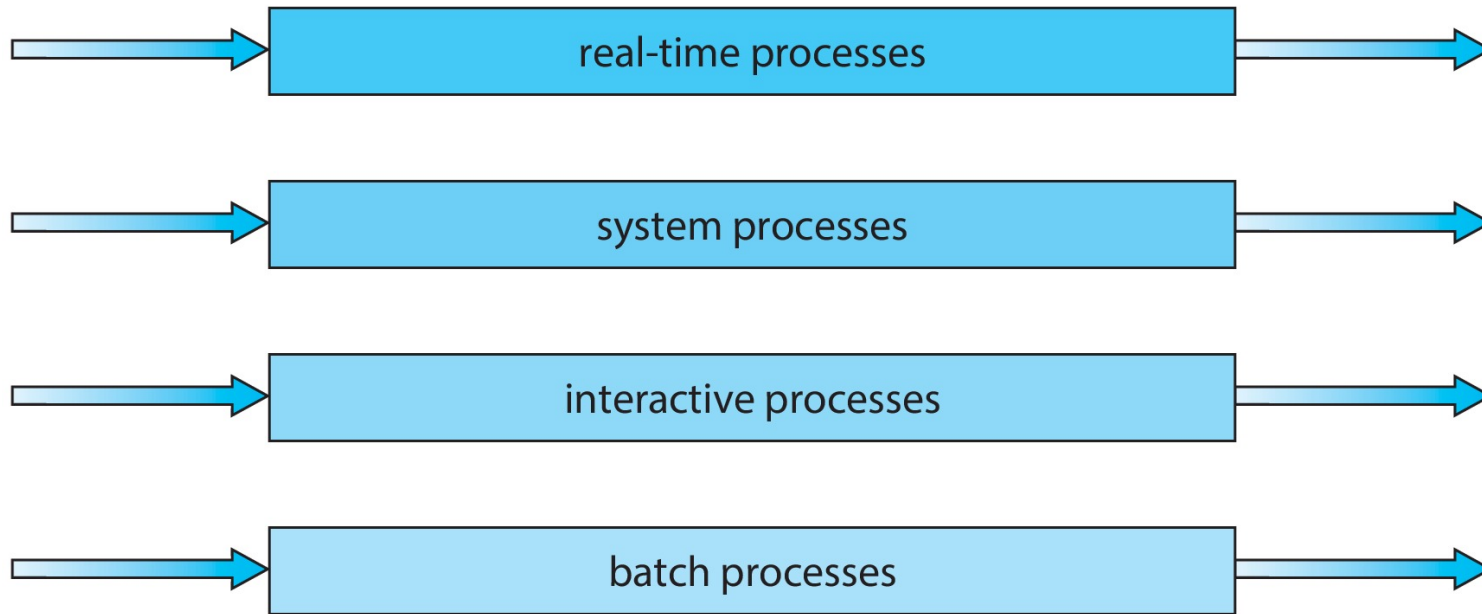 real-time processes
system processes
interactive processes
batch processes